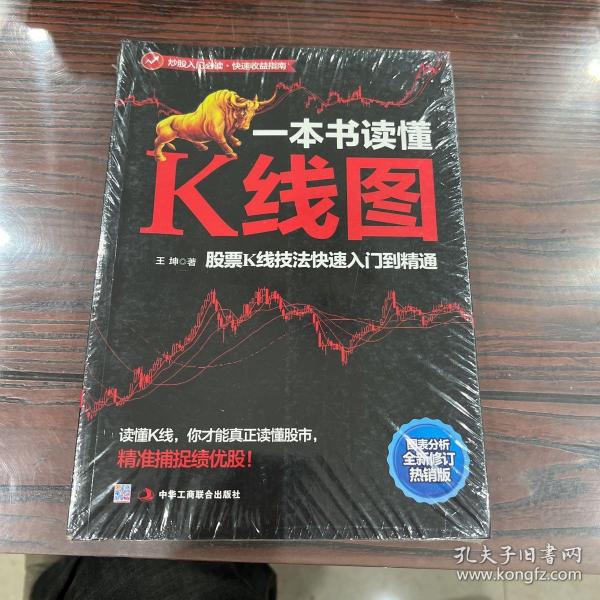 炒股入门必读·快速收益指南
一本书读懂
K线图
王 坤◎著
股票K线技法快速入门到精通
读懂K线，你才能真正读懂股市，
精准捕捉绩优股！
图表分析
全新修订
热销版
中华工商联合出版社
孔夫子旧书网
www.kongfz.com